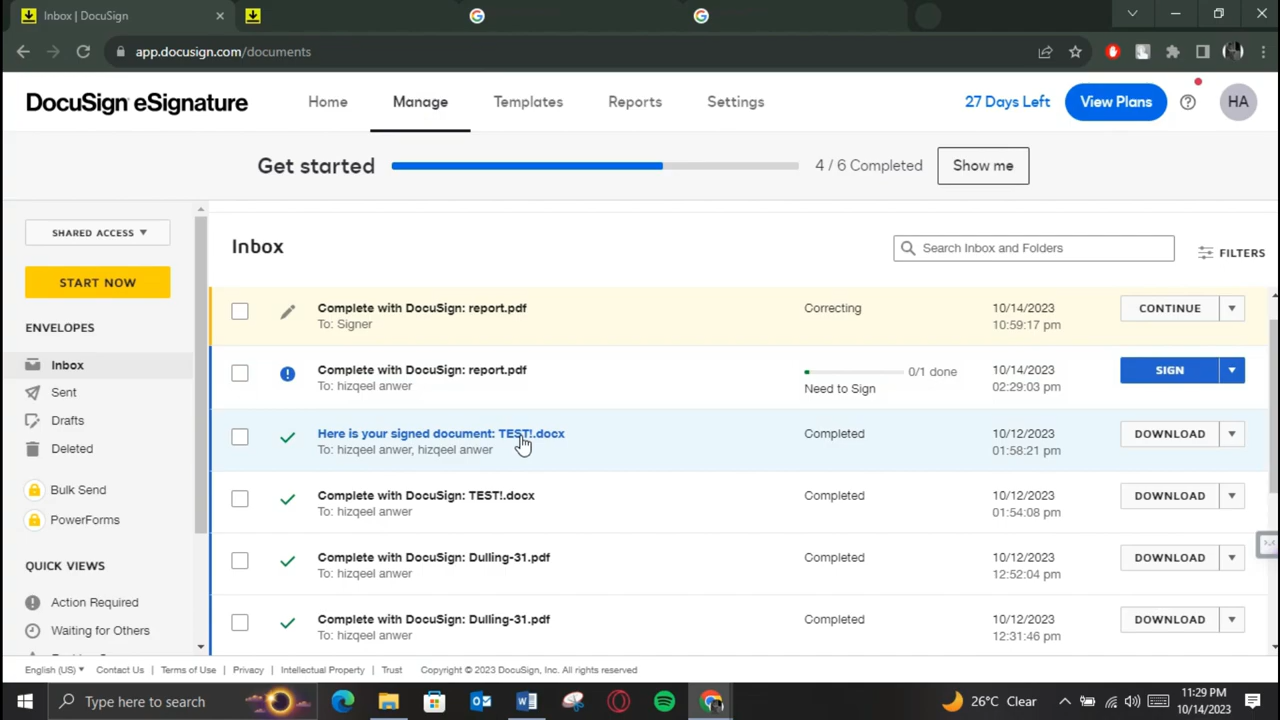 Inbox | DocuSign
app.docusign.com/documents
DocuSign eSignature
Home
Manage
Templates
Reports
Settings
27 Days Left
View Plans
HA
Get started
4 / 6 Completed
Show me
SHARED ACCESS
START NOW
ENVELOPES
Inbox
Sent
Drafts
Deleted
Bulk Send
PowerForms
QUICK VIEWS
Action Required
Waiting for Others
Inbox
Search Inbox and Folders
FILTERS
Complete with DocuSign: report.pdf
To: Signer
Correcting
10/14/2023
10:59:17 pm
CONTINUE
Complete with DocuSign: report.pdf
To: hizqeel anwer
0/1 done
Need to Sign
10/14/2023
02:29:03 pm
SIGN
Here is your signed document: TEST!.docx
To: hizqeel anwer, hizqeel anwer
Completed
10/12/2023
01:58:21 pm
DOWNLOAD
Complete with DocuSign: TEST!.docx
To: hizqeel anwer
Completed
10/12/2023
01:54:08 pm
DOWNLOAD
Complete with DocuSign: Dulling-31.pdf
To: hizqeel anwer
Completed
10/12/2023
12:52:04 pm
DOWNLOAD
Complete with DocuSign: Dulling-31.pdf
To: hizqeel anwer
Completed
10/12/2023
12:31:46 pm
DOWNLOAD
English (US) Contact Us | Terms of Use | Privacy | Intellectual Property | Trust Copyright © 2023 DocuSign, Inc. All rights reserved
Type here to search
26°C Clear
11:29 PM
10/14/2023